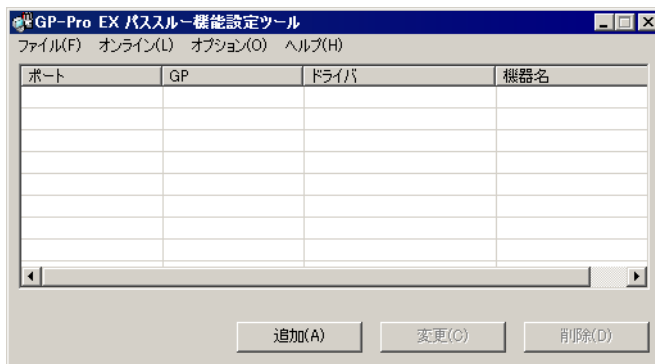 GP-Pro EX パススルー機能設定ツール
ファイル(F) オンライン(L) オプション(O) ヘルプ(H)
ポート GP ドライバ 機器名
追加(A) 変更(C) 削除(D)